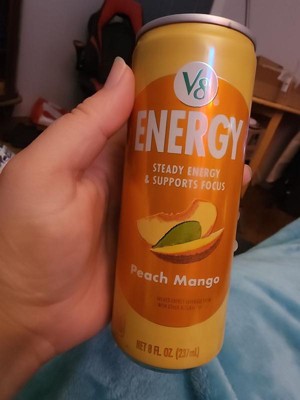 V8
ENERGY
STEADY ENERGY
& SUPPORTS FOCUS
Peach Mango
NET 8 FL. OZ. (237mL)